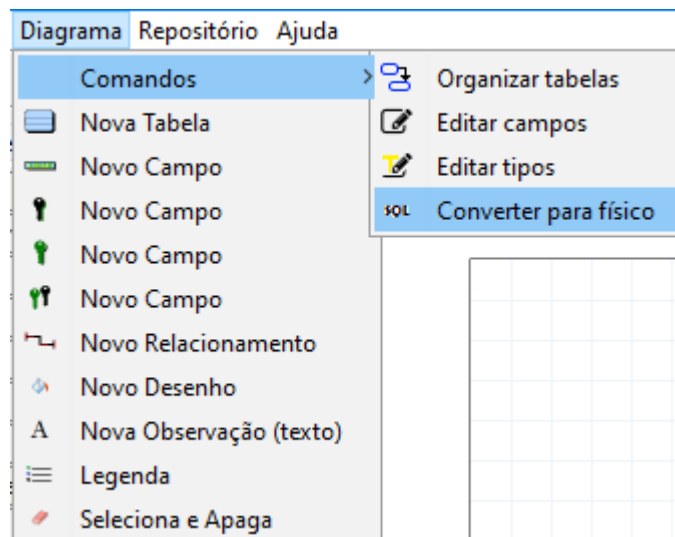 Diagrama Repositório Ajuda
Comandos
Nova Tabela
Novo Campo
Novo Campo
Novo Campo
Novo Campo
Novo Relacionamento
Novo Desenho
A Nova Observação (texto)
Legenda
Seleciona e Apaga
Organizar tabelas
Editar campos
Editar tipos
SQL Converter para físico